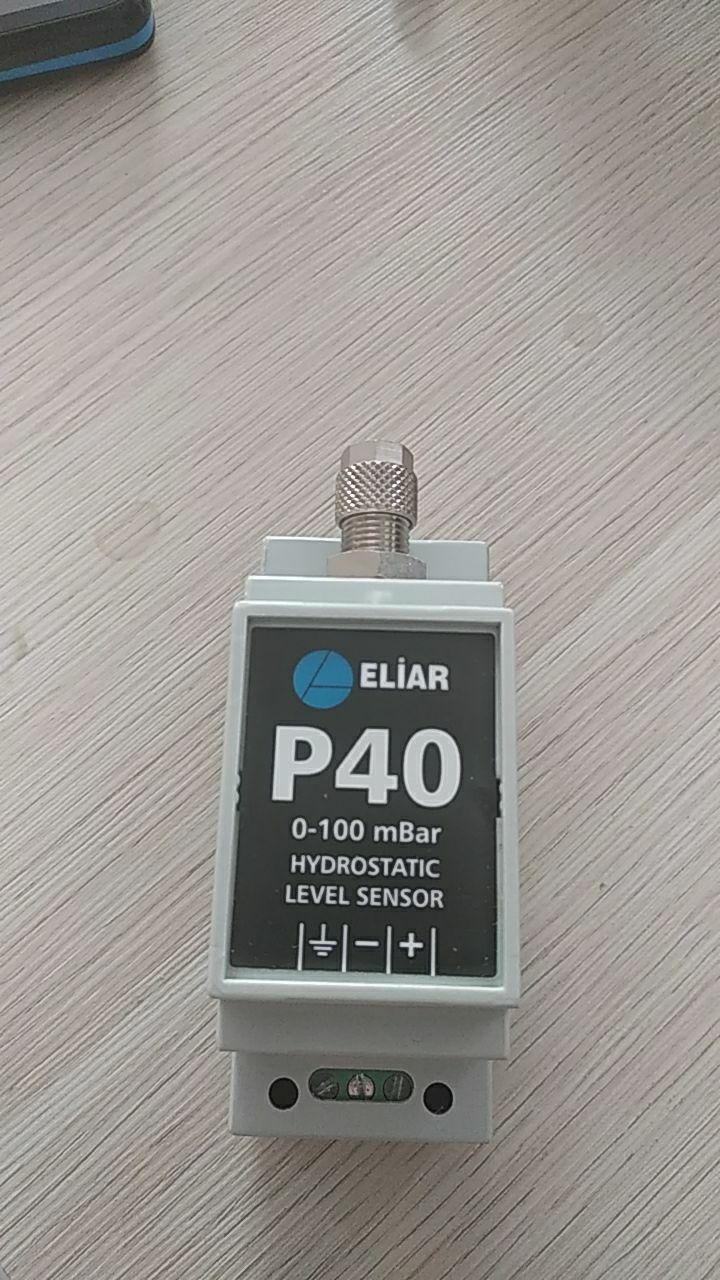 ELİAR
P40
0-100 mBar
HYDROSTATIC
LEVEL SENSOR
⏚ − +